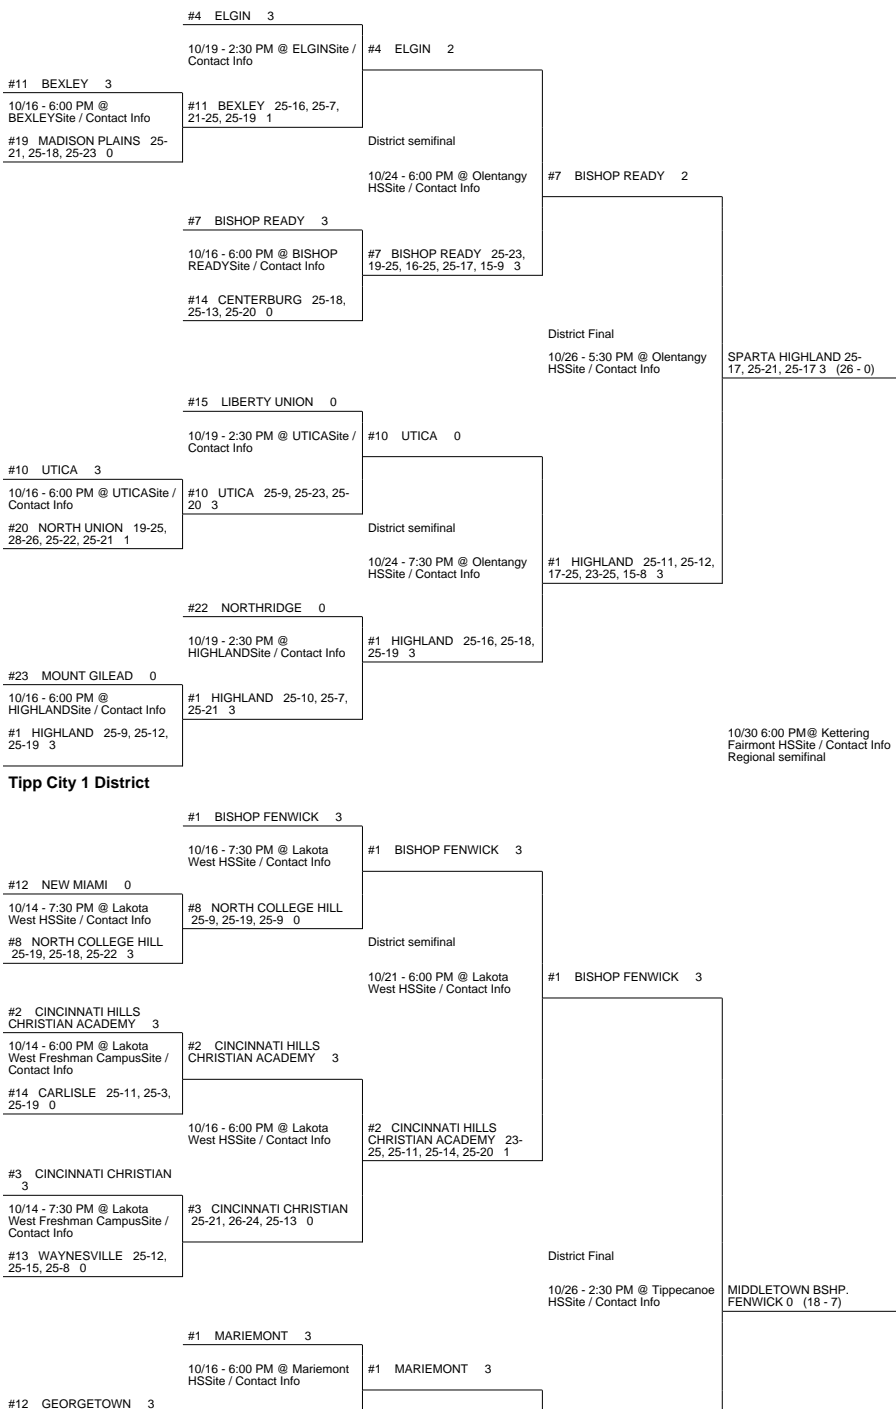 #4 ELGIN 3
10/19 - 2:30 PM @ ELGINSite /
Contact Info
#4 ELGIN 2
#11 BEXLEY 3
10/16 - 6:00 PM @
BEXLEYSite / Contact Info
#11 BEXLEY 25-16, 25-7,
21-25, 25-19 1
#19 MADISON PLAINS 25-
21, 25-18, 25-23 0
District semifinal
10/24 - 6:00 PM @ Olentangy
HSSite / Contact Info
#7 BISHOP READY 2
#7 BISHOP READY 3
10/16 - 6:00 PM @ BISHOP
READYSite / Contact Info
#7 BISHOP READY 25-23,
19-25, 16-25, 25-17, 15-9 3
#14 CENTERBURG 25-18,
25-13, 25-20 0
District Final
10/26 - 5:30 PM @ Olentangy
HSSite / Contact Info
SPARTA HIGHLAND 25-
17, 25-21, 25-17 3 (26 - 0)
#15 LIBERTY UNION 0
10/19 - 2:30 PM @ UTICASite /
Contact Info
#10 UTICA 0
#10 UTICA 3
10/16 - 6:00 PM @ UTICASite /
Contact Info
#10 UTICA 25-9, 25-23, 25-
20 3
#20 NORTH UNION 19-25,
28-26, 25-22, 25-21 1
District semifinal
10/24 - 7:30 PM @ Olentangy
HSSite / Contact Info
#1 HIGHLAND 25-11, 25-12,
17-25, 23-25, 15-8 3
#22 NORTHRIDGE 0
10/19 - 2:30 PM @
HIGHLANDSite / Contact Info
#1 HIGHLAND 25-16, 25-18,
25-19 3
#23 MOUNT GILEAD 0
10/16 - 6:00 PM @
HIGHLANDSite / Contact Info
#1 HIGHLAND 25-10, 25-7,
25-21 3
#1 HIGHLAND 25-9, 25-12,
25-19 3
10/30 6:00 PM@ Kettering
Fairmont HSSite / Contact Info
Regional semifinal
Tipp City 1 District
#1 BISHOP FENWICK 3
10/16 - 7:30 PM @ Lakota
West HSSite / Contact Info
#1 BISHOP FENWICK 3
#12 NEW MIAMI 0
10/14 - 7:30 PM @ Lakota
West HSSite / Contact Info
#8 NORTH COLLEGE HILL
25-9, 25-19, 25-9 0
#8 NORTH COLLEGE HILL
25-19, 25-18, 25-22 3
District semifinal
10/21 - 6:00 PM @ Lakota
West HSSite / Contact Info
#1 BISHOP FENWICK 3
#2 CINCINNATI HILLS
CHRISTIAN ACADEMY 3
10/14 - 6:00 PM @ Lakota
West Freshman CampusSite /
Contact Info
#2 CINCINNATI HILLS
CHRISTIAN ACADEMY 3
#14 CARLISLE 25-11, 25-3,
25-19 0
10/16 - 6:00 PM @ Lakota
West HSSite / Contact Info
#2 CINCINNATI HILLS
CHRISTIAN ACADEMY 23-
25, 25-11, 25-14, 25-20 1
#3 CINCINNATI CHRISTIAN
3
10/14 - 7:30 PM @ Lakota
West Freshman CampusSite /
Contact Info
#3 CINCINNATI CHRISTIAN
25-21, 26-24, 25-13 0
#13 WAYNESVILLE 25-12,
25-15, 25-8 0
District Final
10/26 - 2:30 PM @ Tippecanoe
HSSite / Contact Info
MIDDLETOWN BSHP.
FENWICK 0 (18 - 7)
#1 MARIEMONT 3
10/16 - 6:00 PM @ Mariemont
HSSite / Contact Info
#1 MARIEMONT 3
#12 GEORGETOWN 3